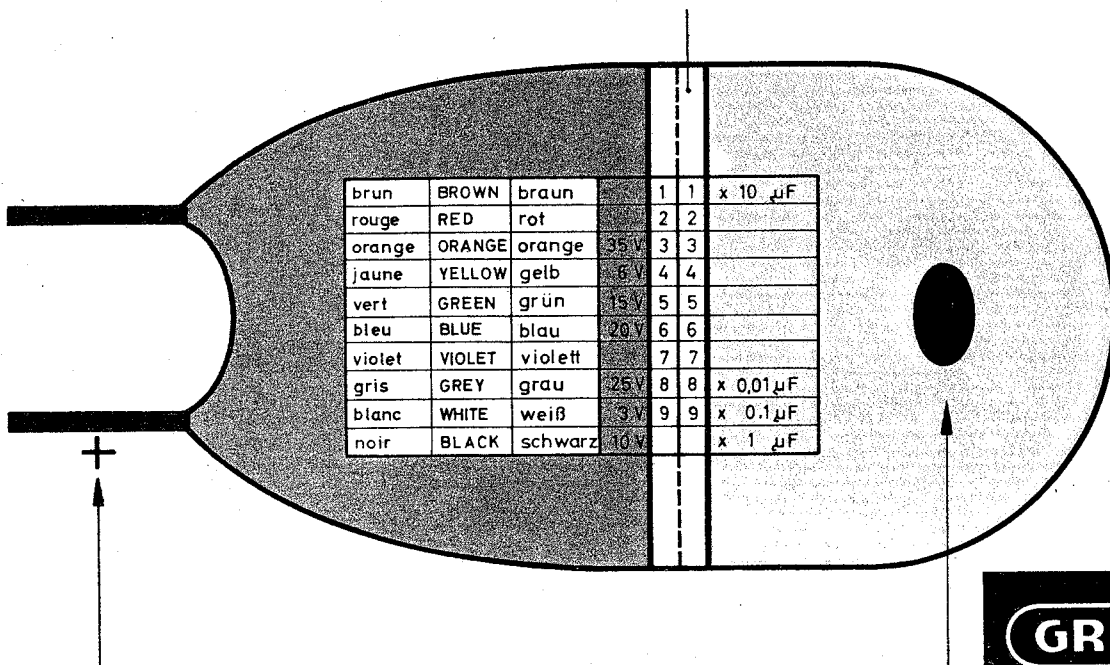 brun BROWN braun 1 1 x 10 µF
rouge RED rot 2 2
orange ORANGE orange 35 V 3 3
jaune YELLOW gelb 6 V 4 4
vert GREEN grün 15 V 5 5
bleu BLUE blau 20 V 6 6
violet VIOLET violett 7 7
gris GREY grau 25 V 8 8 x 0,01 µF
blanc WHITE weiß 3 V 9 9 x 0.1 µF
noir BLACK schwarz 10 V x 1 µF
+
GR